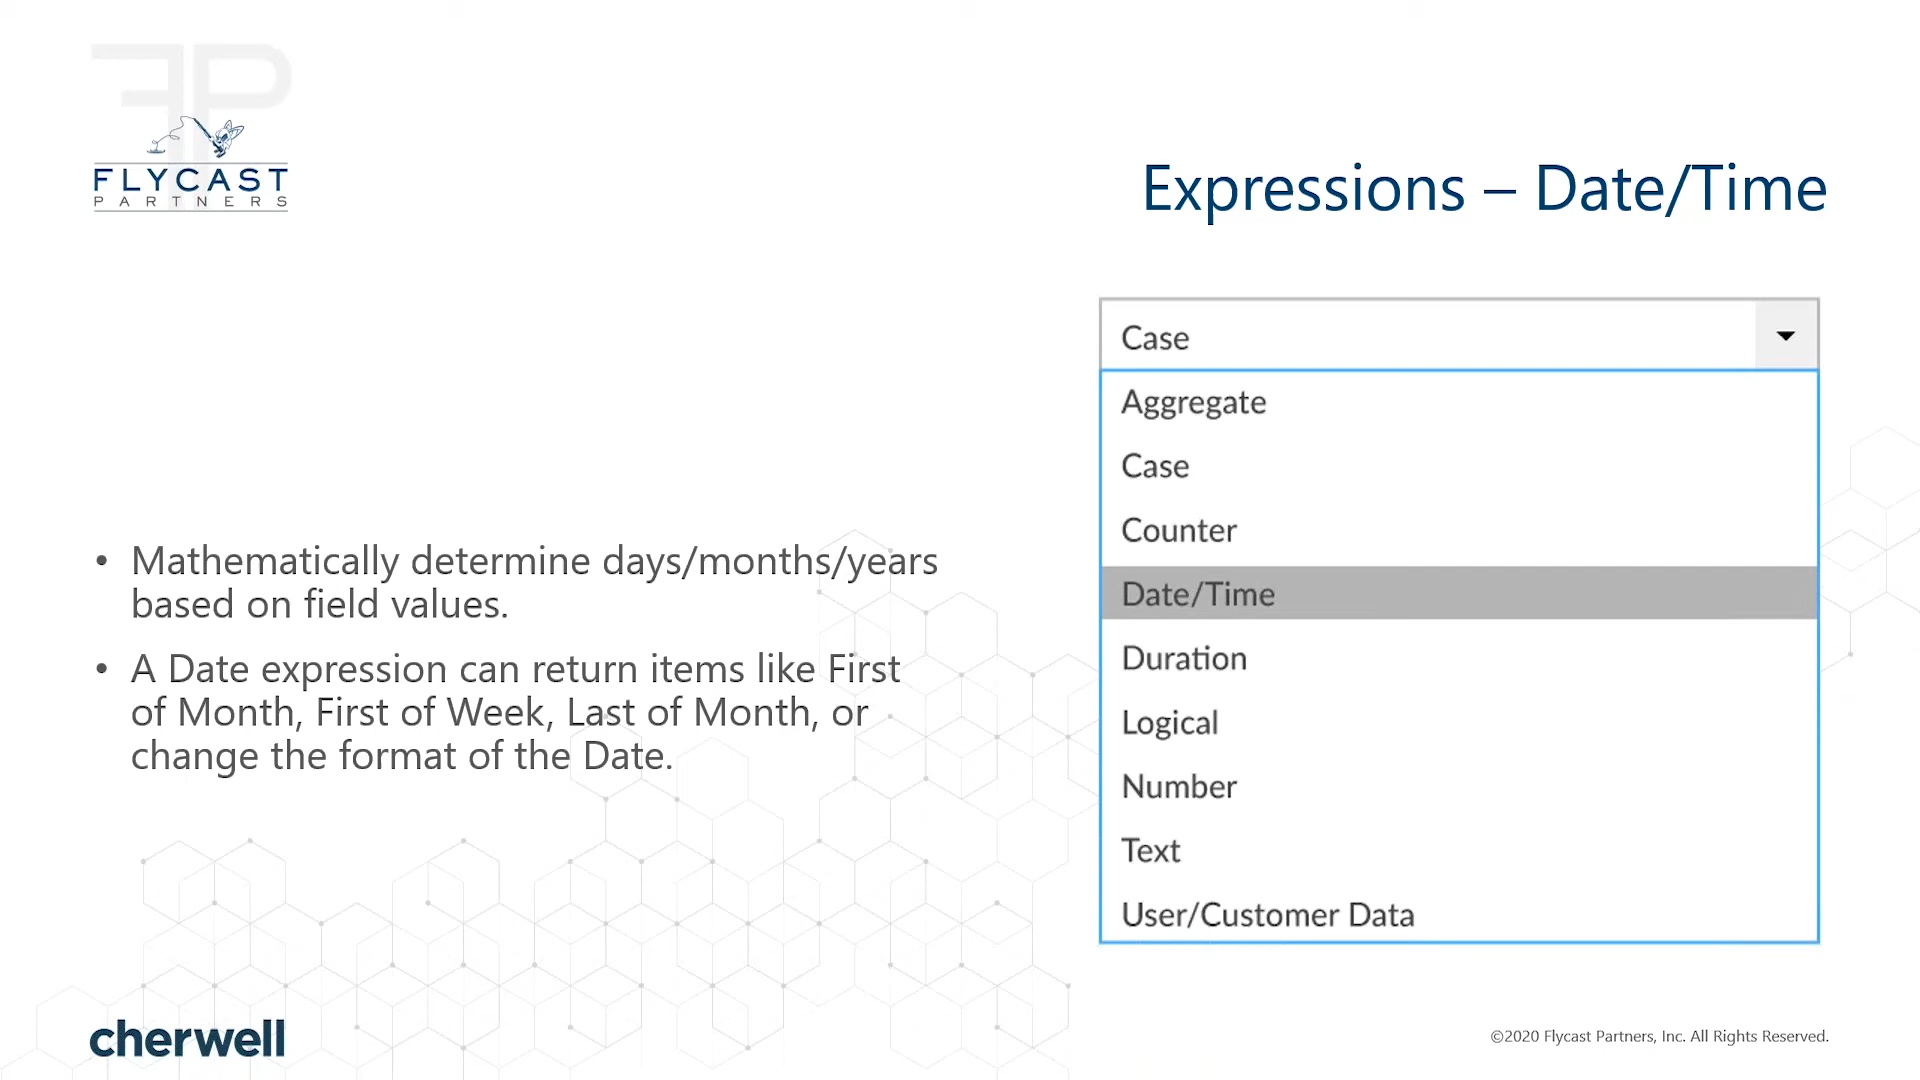 FP
FLYCAST
PARTNERS
Expressions – Date/Time
• Mathematically determine days/months/years
based on field values.
• A Date expression can return items like First
of Month, First of Week, Last of Month, or
change the format of the Date.
Case
Aggregate
Case
Counter
Date/Time
Duration
Logical
Number
Text
User/Customer Data
cherwell
©2020 Flycast Partners, Inc. All Rights Reserved.